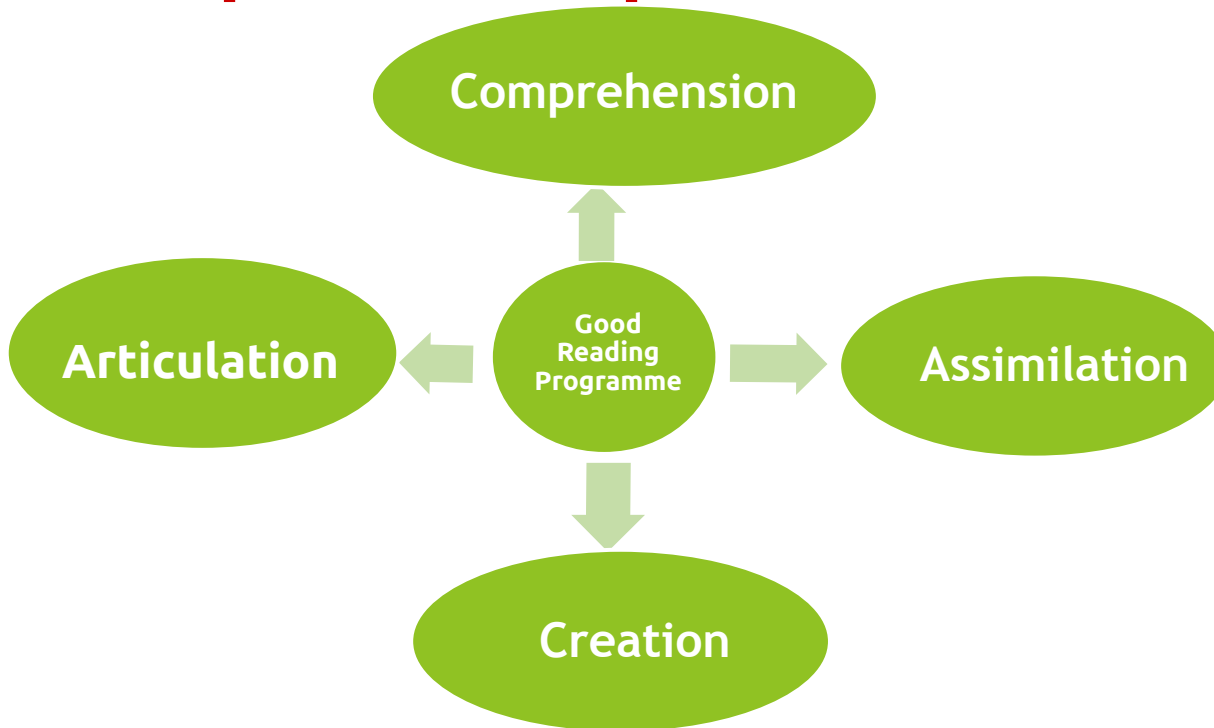 Comprehension
Articulation
Good
Reading
Programme
Assimilation
Creation